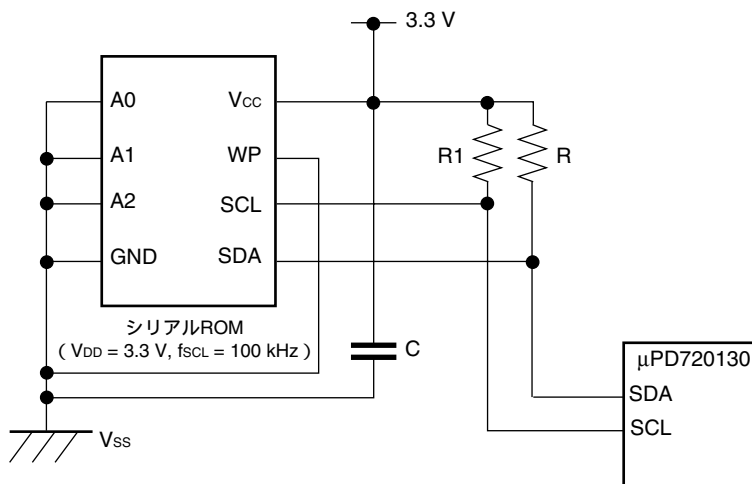 3.3 V
A0
VCC
A1
WP
R1
R
A2
SCL
GND
SDA
シリアルROM
( VDD = 3.3 V, fSCL = 100 kHz )
C
μPD720130
SDA
SCL
VSS